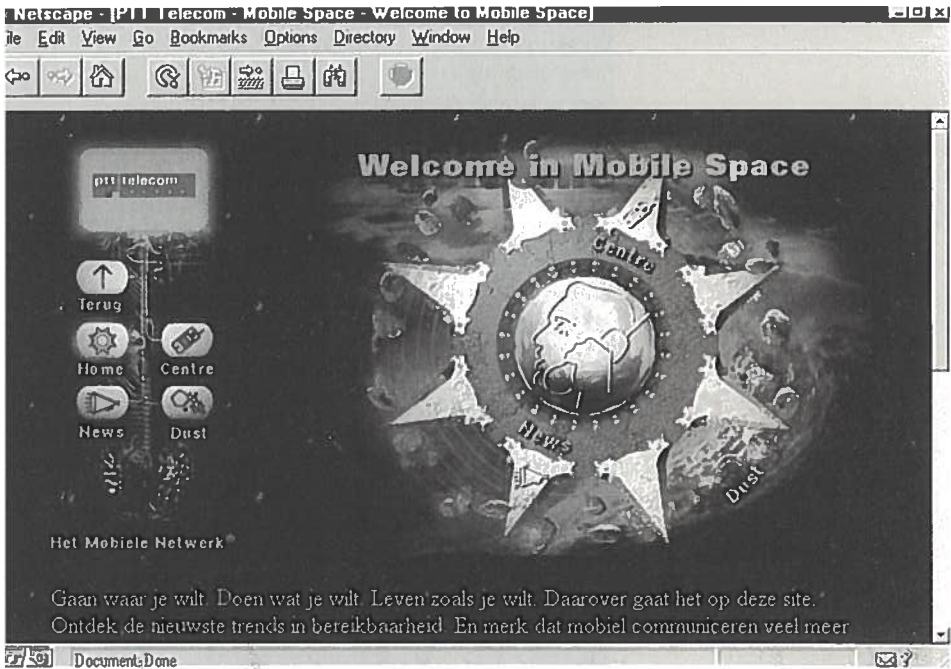 Netscape - [PTT Telecom - Mobile Space - Welcome to Mobile Space]
ile Edit View Go Bookmarks Options Directory Window Help
ptt telecom
Welcome in Mobile Space
Centre
Terug
Home Centre
News Dust
News
Dust
Het Mobiele Netwerk
Gaan waar je wilt. Doen wat je wilt. Leven zoals je wilt. Daarover gaat het op deze site.
Ontdek de nieuwste trends in bereikbaarheid. En merk dat mobiel communiceren veel meer
Document: Done